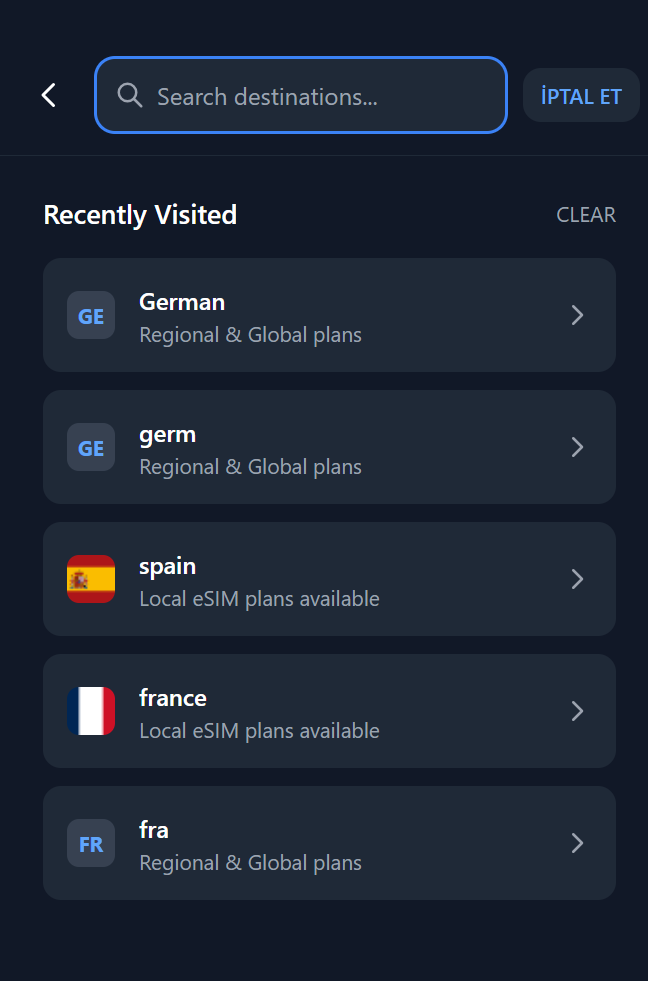 Search destinations...
İPTAL ET
Recently Visited
CLEAR
GE
German
Regional & Global plans
GE
germ
Regional & Global plans
spain
Local eSIM plans available
france
Local eSIM plans available
FR
fra
Regional & Global plans